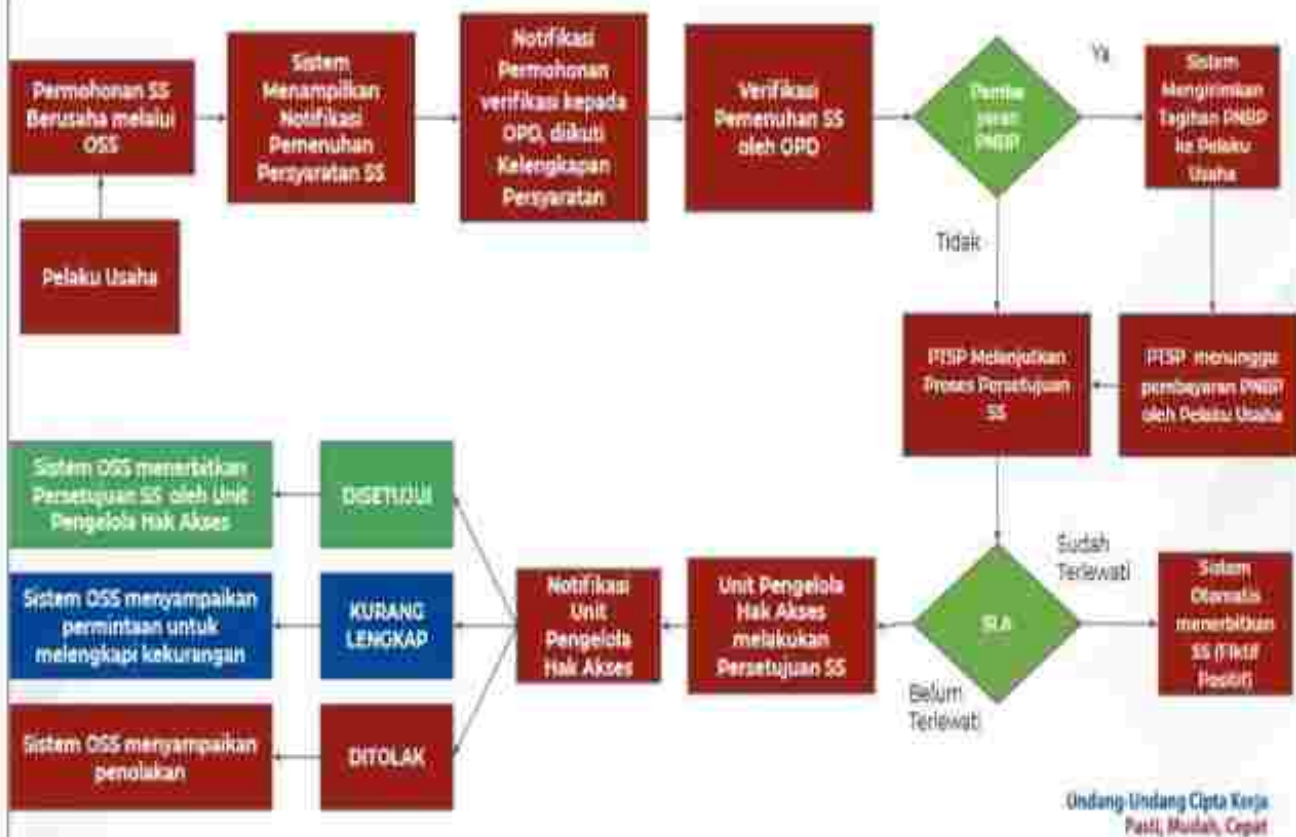 Permohonan SS
Berusaha melalui
OSS
Pelaku Usaha
Sistem
Menampilkan
Notifikasi
Pemenuhan
Persyaratan SS
Notifikasi
Permohonan
verifikasi kepada
OPD, diikuti
Kelengkapan
Persyaratan
Verifikasi
Pemenuhan SS
oleh OPD
Pemba
yaran
PNBP
Ya
Sistem
Mengirimkan
Tagihan PNBP
ke Pelaku
Usaha
Tidak
PTSP Melanjutkan
Proses Persetujuan
SS
PTSP menunggu
pembayaran PNBP
oleh Pelaku Usaha
SLA
Sudah
Terlewati
Sistem
Otomatis
menerbitkan
SS (Fiktif
Positif)
Belum
Terlewati
Unit Pengelola
Hak Akses
melakukan
Persetujuan SS
Notifikasi
Unit
Pengelola
Hak Akses
DISETUJUI
Sistem OSS menerbitkan
Persetujuan SS oleh Unit
Pengelola Hak Akses
KURANG
LENGKAP
Sistem OSS menyampaikan
permintaan untuk
melengkapi kekurangan
DITOLAK
Sistem OSS menyampaikan
penolakan
Undang-Undang Cipta Kerja
Pasti, Mudah, Cepat